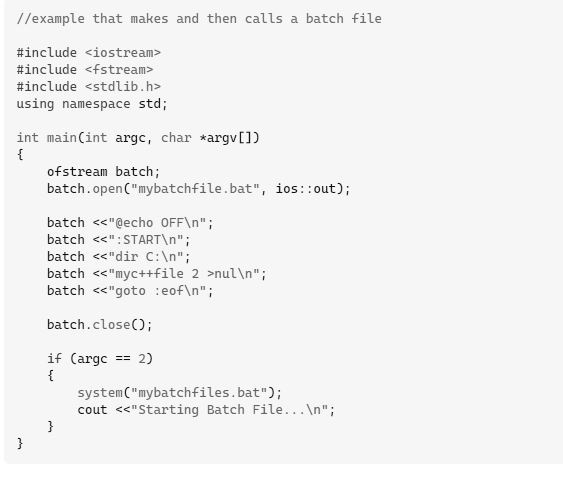 //example that makes and then calls a batch file

#include <iostream>
#include <fstream>
#include <stdlib.h>
using namespace std;

int main(int argc, char *argv[])
{
    ofstream batch;
    batch.open("mybatchfile.bat", ios::out);

    batch <<"@echo OFF\n";
    batch <<":START\n";
    batch <<"dir C:\n";
    batch <<"myc++file 2 >nul\n";
    batch <<"goto :eof\n";

    batch.close();

    if (argc == 2)
    {
        system("mybatchfiles.bat");
        cout <<"Starting Batch File...\n";
    }
}